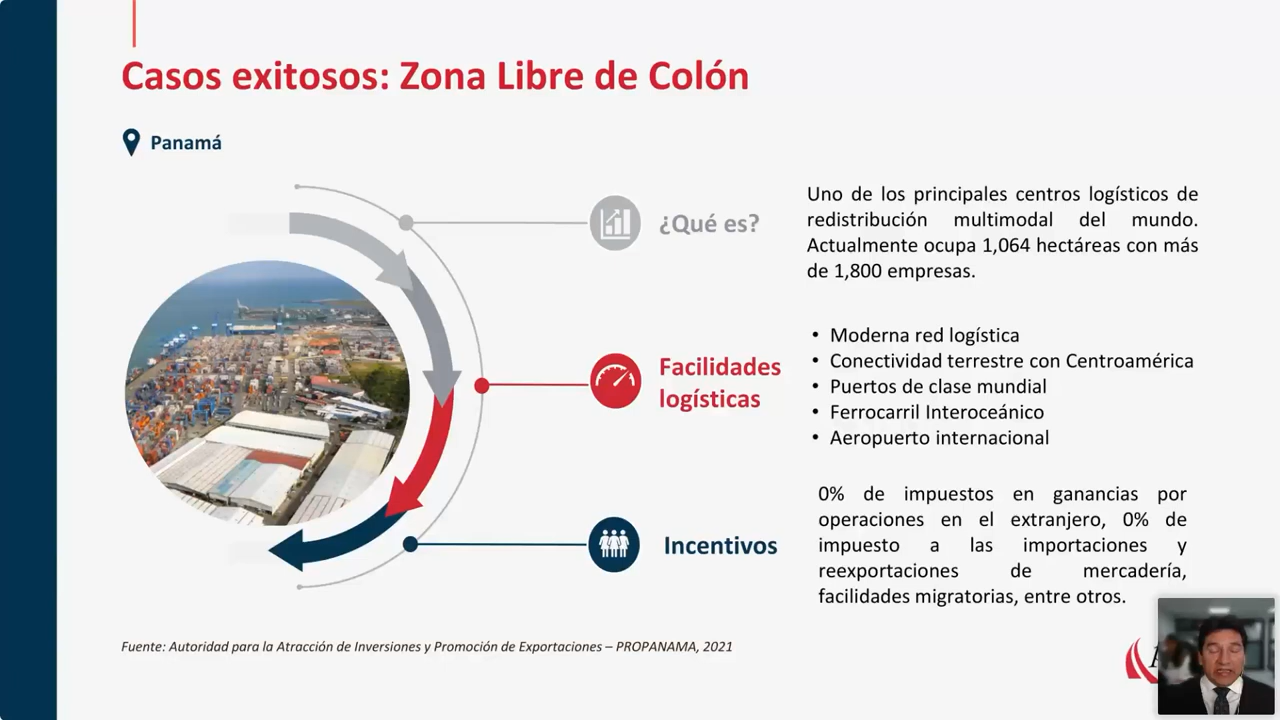 Casos exitosos: Zona Libre de Colón
Panamá
¿Qué es?
Uno de los principales centros logísticos de
redistribución multimodal del mundo.
Actualmente ocupa 1,064 hectáreas con más
de 1,800 empresas.
Facilidades
logísticas
• Moderna red logística
• Conectividad terrestre con Centroamérica
• Puertos de clase mundial
• Ferrocarril Interoceánico
• Aeropuerto internacional
Incentivos
0% de impuestos en ganancias por
operaciones en el extranjero, 0% de
impuesto a las importaciones y
reexportaciones de mercadería,
facilidades migratorias, entre otros.
Fuente: Autoridad para la Atracción de Inversiones y Promoción de Exportaciones – PROPANAMA, 2021